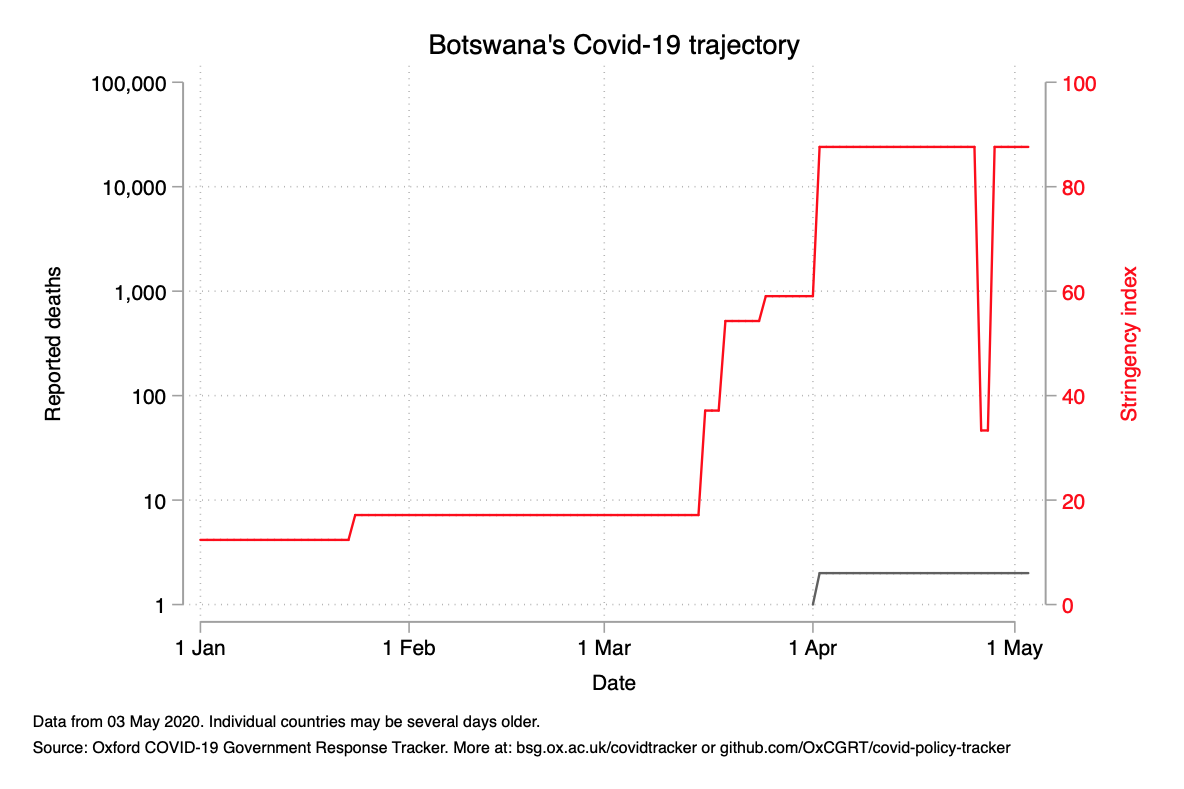 Botswana's Covid-19 trajectory
100,000
10,000
1,000
100
10
1
Reported deaths
100
80
60
40
20
0
Stringency index
1 Jan
1 Feb
1 Mar
1 Apr
1 May
Date
Data from 03 May 2020. Individual countries may be several days older.
Source: Oxford COVID-19 Government Response Tracker. More at: bsg.ox.ac.uk/covidtracker or github.com/OxCGRT/covid-policy-tracker